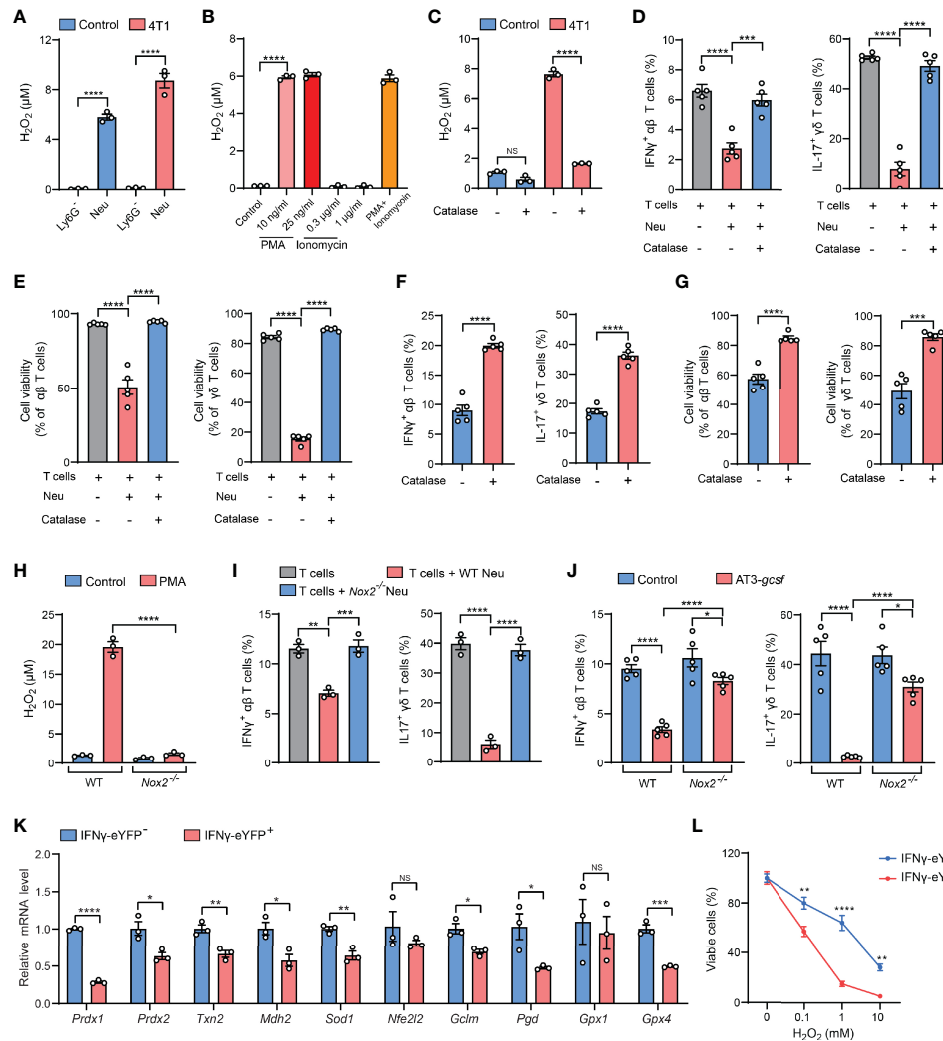 A
Control 4T1
H₂O₂ (μM)
8
6
4
2
0
****
****
Ly6G⁻ Neu Ly6G⁻ Neu
B
H₂O₂ (μM)
8
6
4
2
0
****
Control
10 ng/ml
25 ng/ml
0.3 μg/ml
1 μg/ml
PMA+ Ionomycin
PMA Ionomycin
C
Control 4T1
H₂O₂ (μM)
10
8
6
4
2
0
NS
****
Catalase - + - +
D
IFNγ⁺ αβ T cells (%)
10
8
6
4
2
0
**** ***
T cells + + +
Neu - + +
Catalase - - +
IL-17⁺ γδ T cells (%)
60
40
20
0
**** ****
+ + +
- + +
- - +
E
Cell viability
(% of αβ T cells)
100
50
0
**** ****
T cells + + +
Neu - + +
Catalase - - +
Cell viability
(% of γδ T cells)
100
80
60
40
20
0
**** ****
+ + +
- + +
- - +
F
IFNγ⁺ αβ T cells (%)
25
20
15
10
5
0
****
Catalase - +
IL-17⁺ γδ T cells (%)
50
40
30
20
10
0
****
- +
G
Cell viability
(% of αβ T cells)
100
80
60
40
20
0
****
Catalase - +
Cell viability
(% of γδ T cells)
100
80
60
40
20
0
***
- +
H
Control PMA
H₂O₂ (μM)
25
20
15
10
5
0
****
WT Nox2⁻/⁻
I
T cells T cells + WT Neu
T cells + Nox2⁻/⁻Neu
IFNγ⁺ αβ T cells (%)
15
10
5
0
** ***
IL17⁺ γδ T cells (%)
50
40
30
20
10
0
**** ****
J
Control AT3-gcsf
IFNγ⁺ αβ T cells (%)
15
10
5
0
****
**** *
WT Nox2⁻/⁻
IL-17⁺ γδ T cells (%)
60
40
20
0
****
**** *
WT Nox2⁻/⁻
K
IFNγ-eYFP⁻ IFNγ-eYFP⁺
Relative mRNA level
2.0
1.5
1.0
0.5
0.0
**** * ** * ** NS * * NS ***
Prdx1 Prdx2 Txn2 Mdh2 Sod1 Nfe2l2 Gclm Pgd Gpx1 Gpx4
L
IFNγ-eY
IFNγ-eY
Viable cells (%)
120
80
40
0
**
****
**
0 0.1 1 10
H₂O₂ (mM)